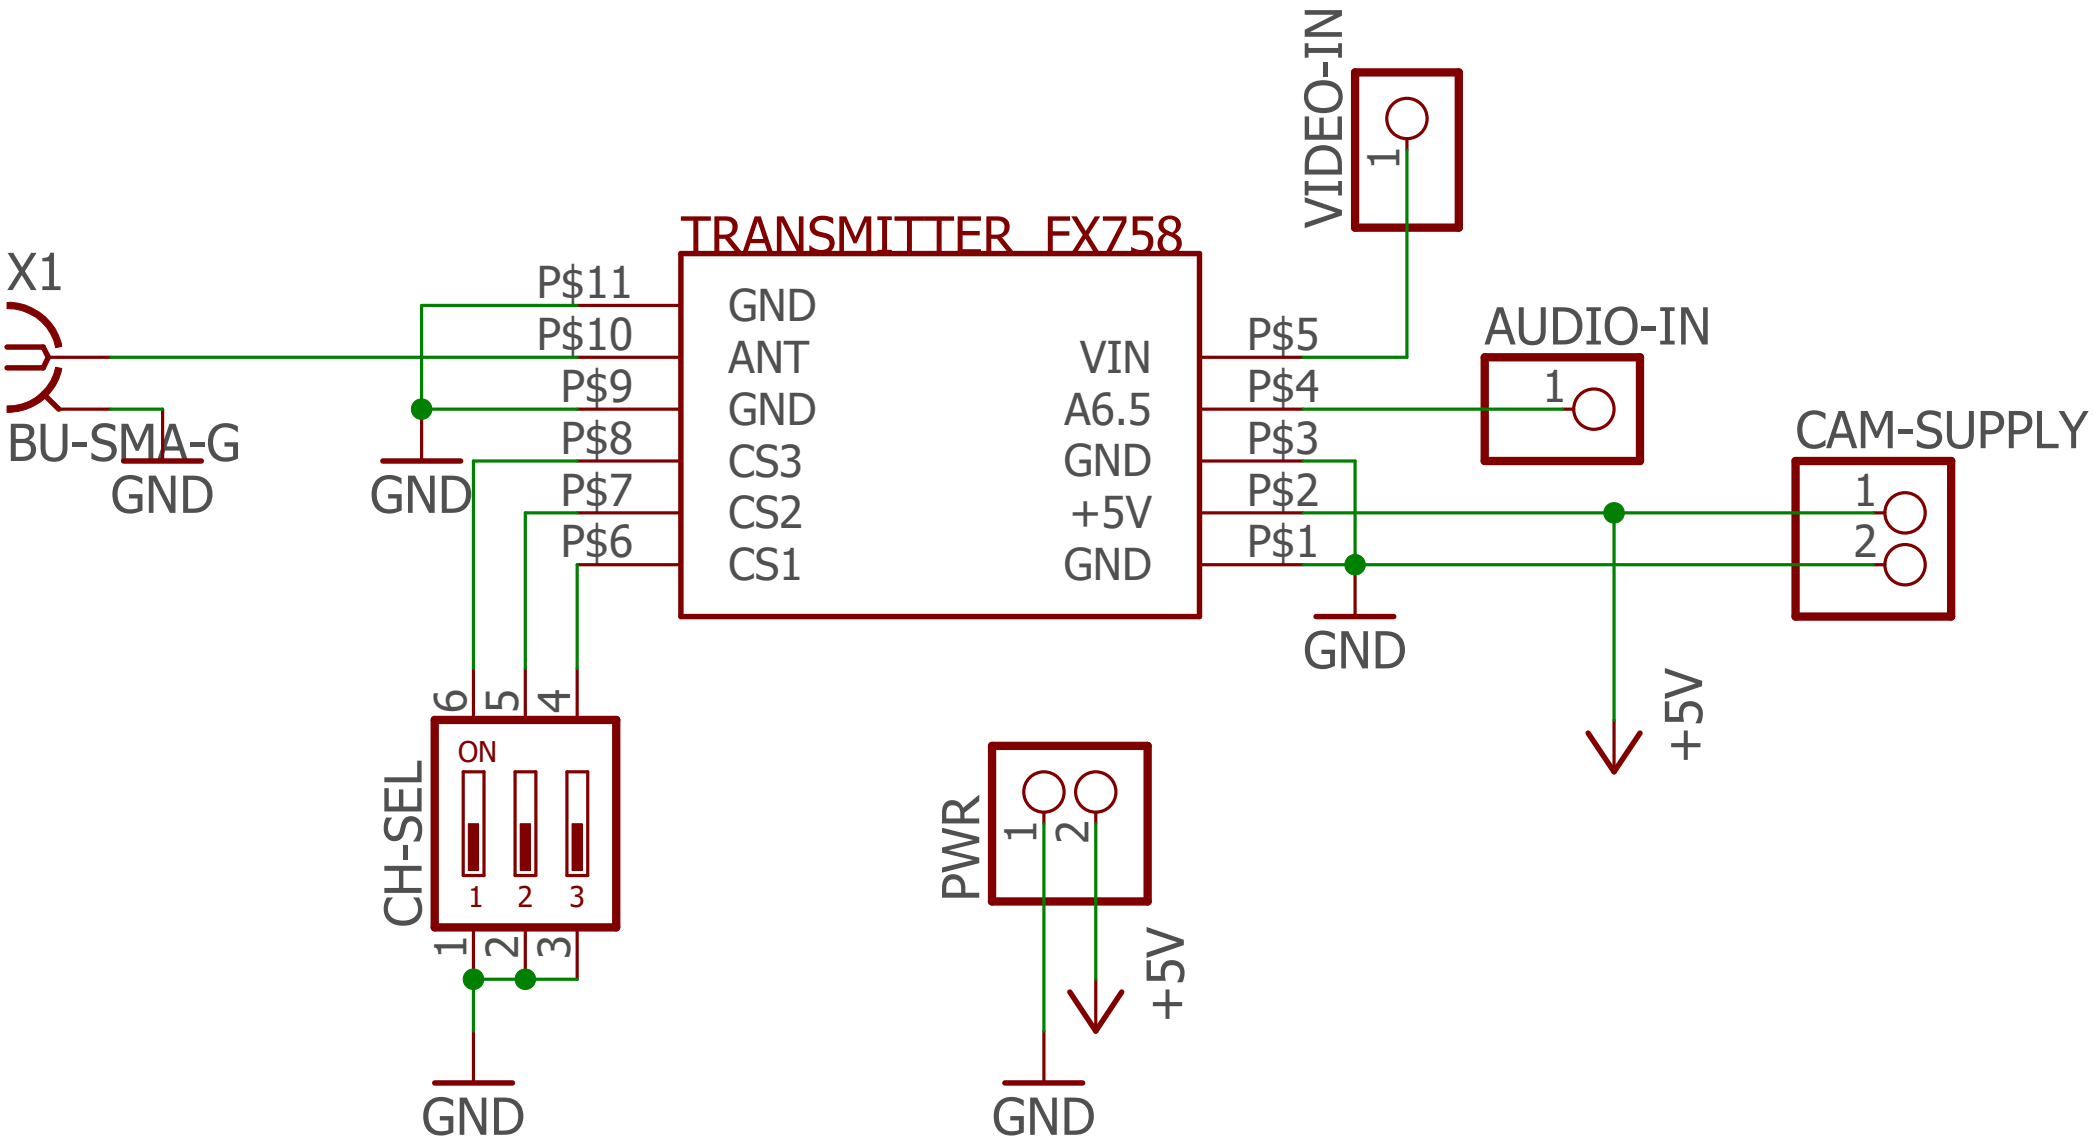 VIDEO-IN
1
TRANSMITTER_FX758
X1
BU-SMA-G
GND
GND
P$11
P$10
P$9
P$8
P$7
P$6
GND
ANT
GND
CS3
CS2
CS1
VIN
A6.5
GND
+5V
GND
P$5
P$4
P$3
P$2
P$1
AUDIO-IN
1
CAM-SUPPLY
1
2
GND
+5V
6 5 4
ON
1 2 3
CH-SEL
1 2 3
GND
PWR
1 2
+5V
GND